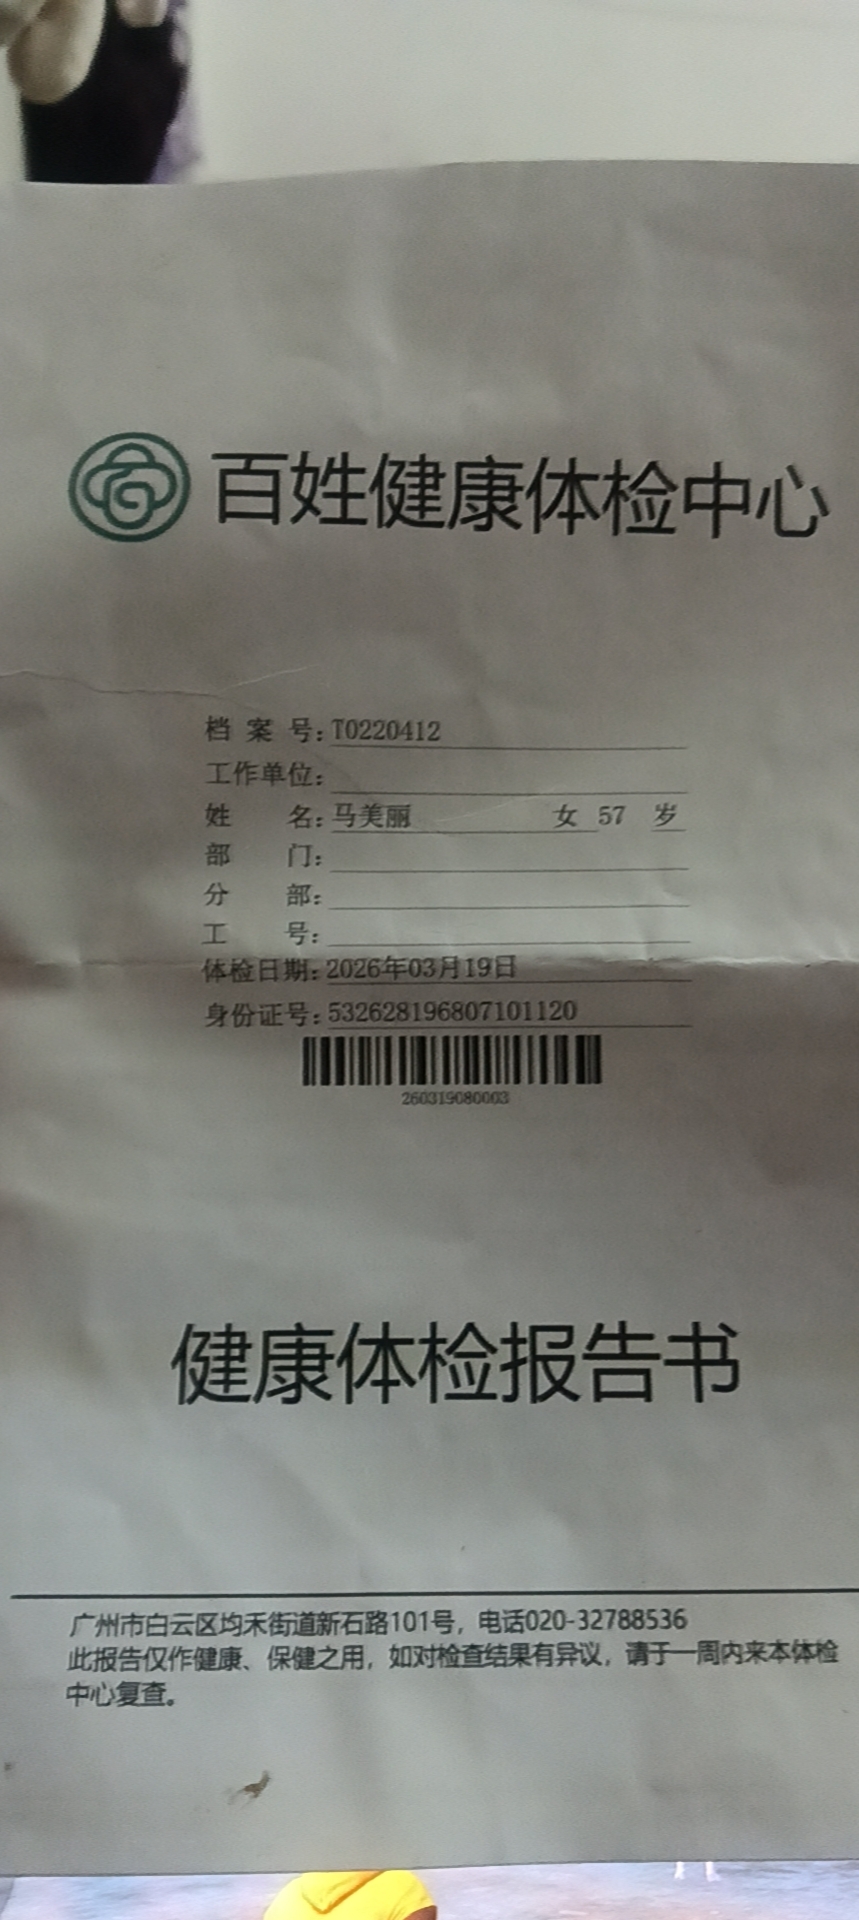 百姓健康体检中心
档案号：T0220412
工作单位：
姓名：马美丽 女 57 岁
部门：
分部：
工号：
体检日期：2026年03月19日
身份证号：532628196807101120
260319080003
健康体检报告书
广州市白云区均禾街道新石路101号，电话020-32788536
此报告仅作健康、保健之用，如对检查结果有异议，请于一周内来本体检
中心复查。